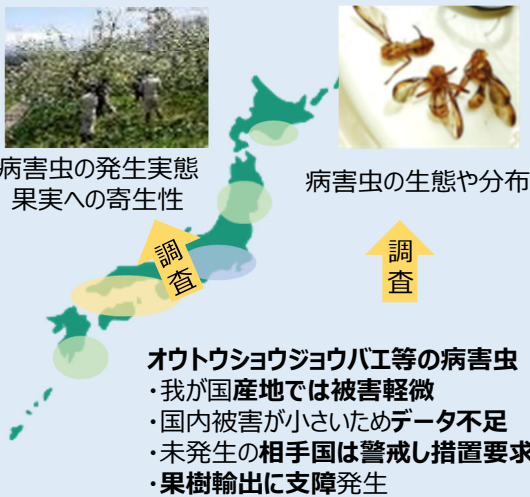 病害虫の発生実態
果実への寄生性
病害虫の生態や分布
調査
調査
オウトウショウジョウバエ等の病害虫
・我が国産地では被害軽微
・国内被害が小さいためデータ不足
・未発生の相手国は警戒し措置要求
・果樹輸出に支障発生